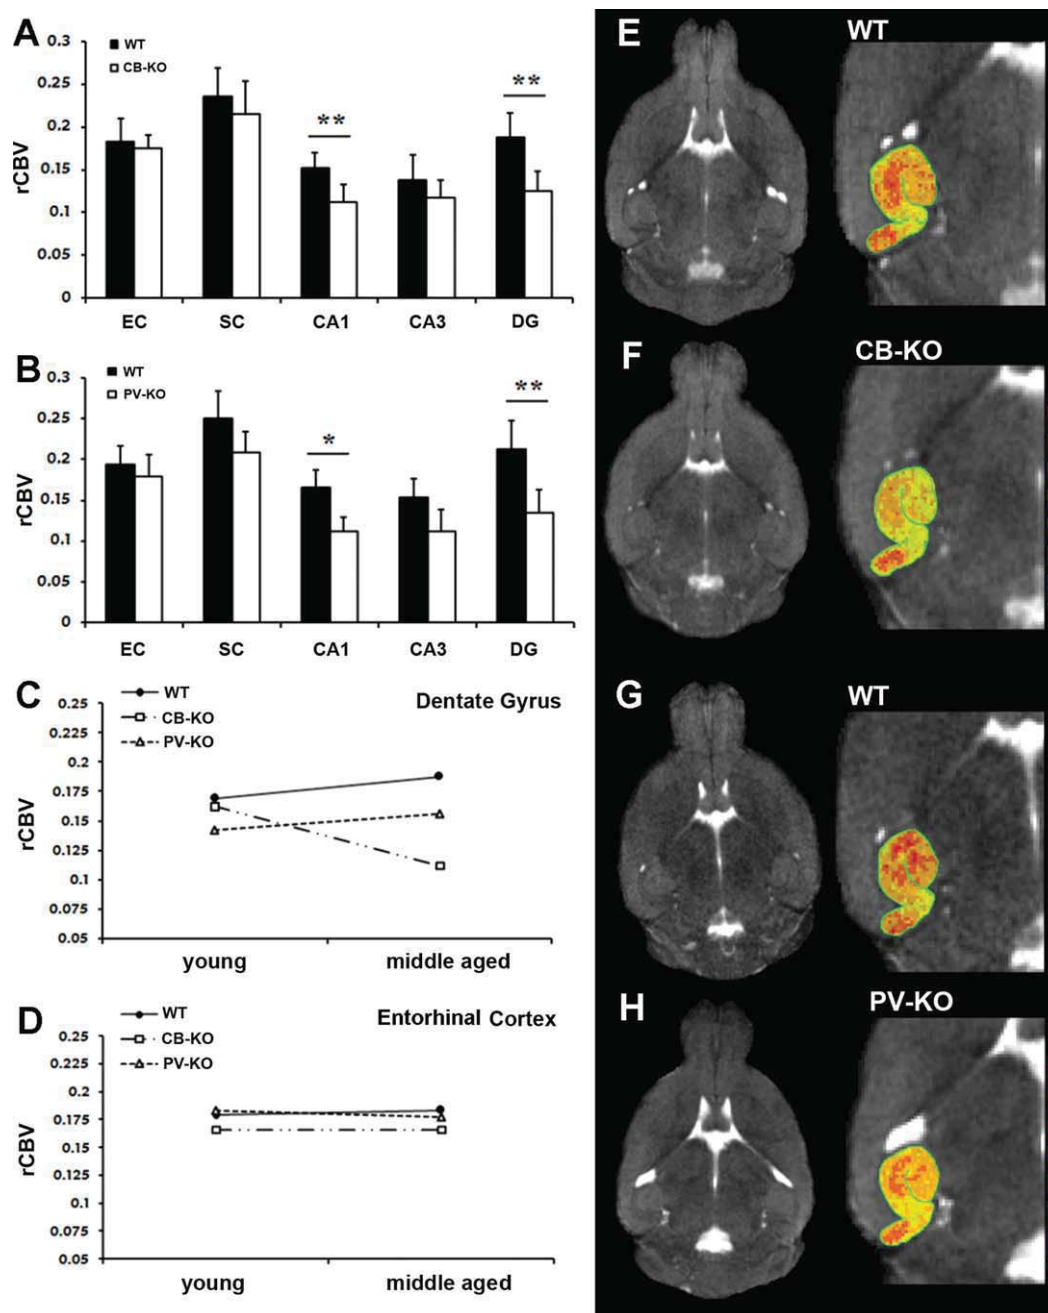 A
0.3
0.25
0.2
0.15
0.1
0.05
0
rCBV
WT
CB-KO
**
**
EC SC CA1 CA3 DG
B
0.3
0.25
0.2
0.15
0.1
0.05
0
rCBV
WT
PV-KO
*
**
EC SC CA1 CA3 DG
C
WT
CB-KO
PV-KO
Dentate Gyrus
0.25
0.225
0.2
0.175
0.15
0.125
0.1
0.075
0.05
rCBV
young middle aged
D
WT
CB-KO
PV-KO
Entorhinal Cortex
0.25
0.225
0.2
0.175
0.15
0.125
0.1
0.075
0.05
rCBV
young middle aged
E WT
F CB-KO
G WT
H PV-KO